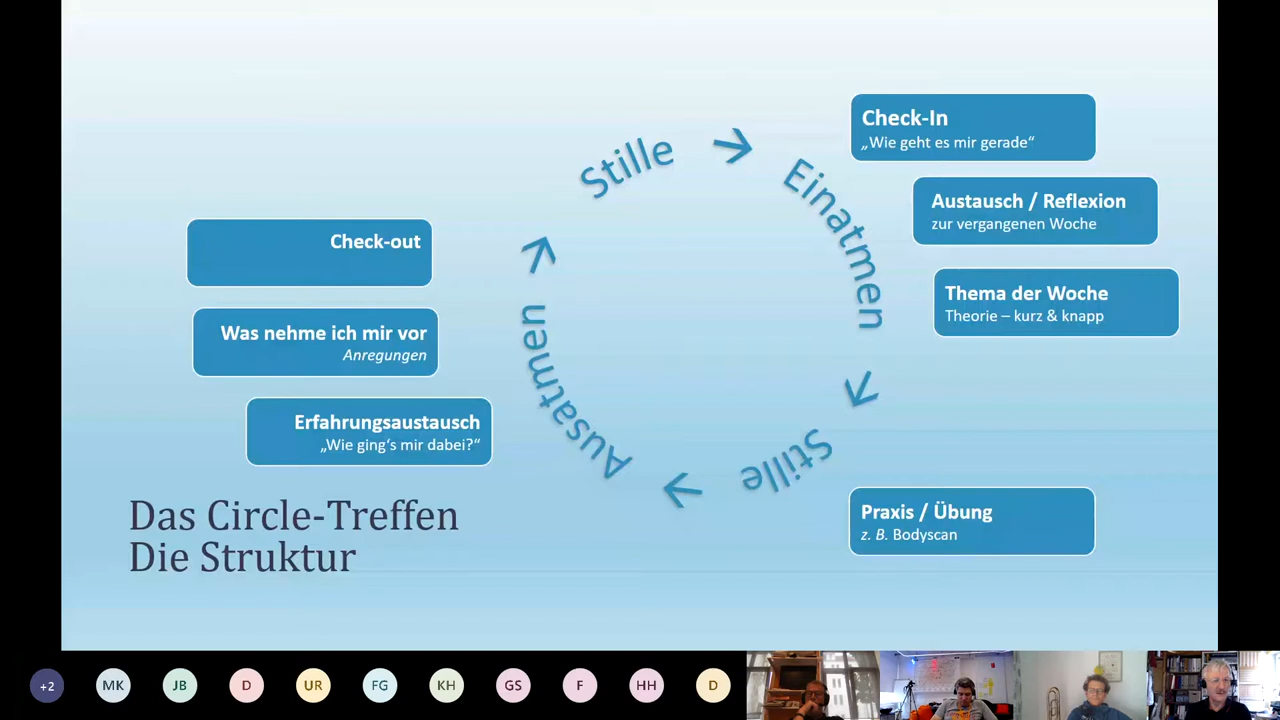 Stille
Einatmen
Stille
Ausatmen
Check-In
„Wie geht es mir gerade“
Austausch / Reflexion
zur vergangenen Woche
Thema der Woche
Theorie – kurz & knapp
Praxis / Übung
z. B. Bodyscan
Erfahrungsaustausch
„Wie ging‘s mir dabei?“
Was nehme ich mir vor
Anregungen
Check-out
Das Circle-Treffen
Die Struktur
+2
MK
JB
D
UR
FG
KH
GS
F
HH
D